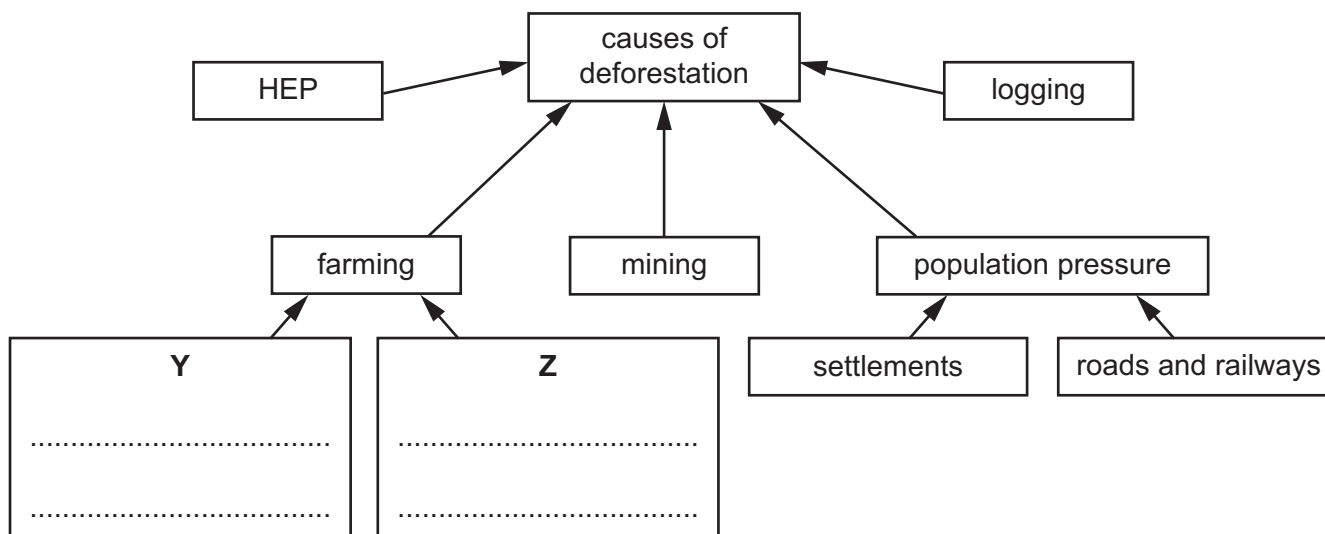 causes of
deforestation
HEP
logging
farming
mining
population pressure
Y
Z
settlements
roads and railways
....................................
....................................
....................................
....................................